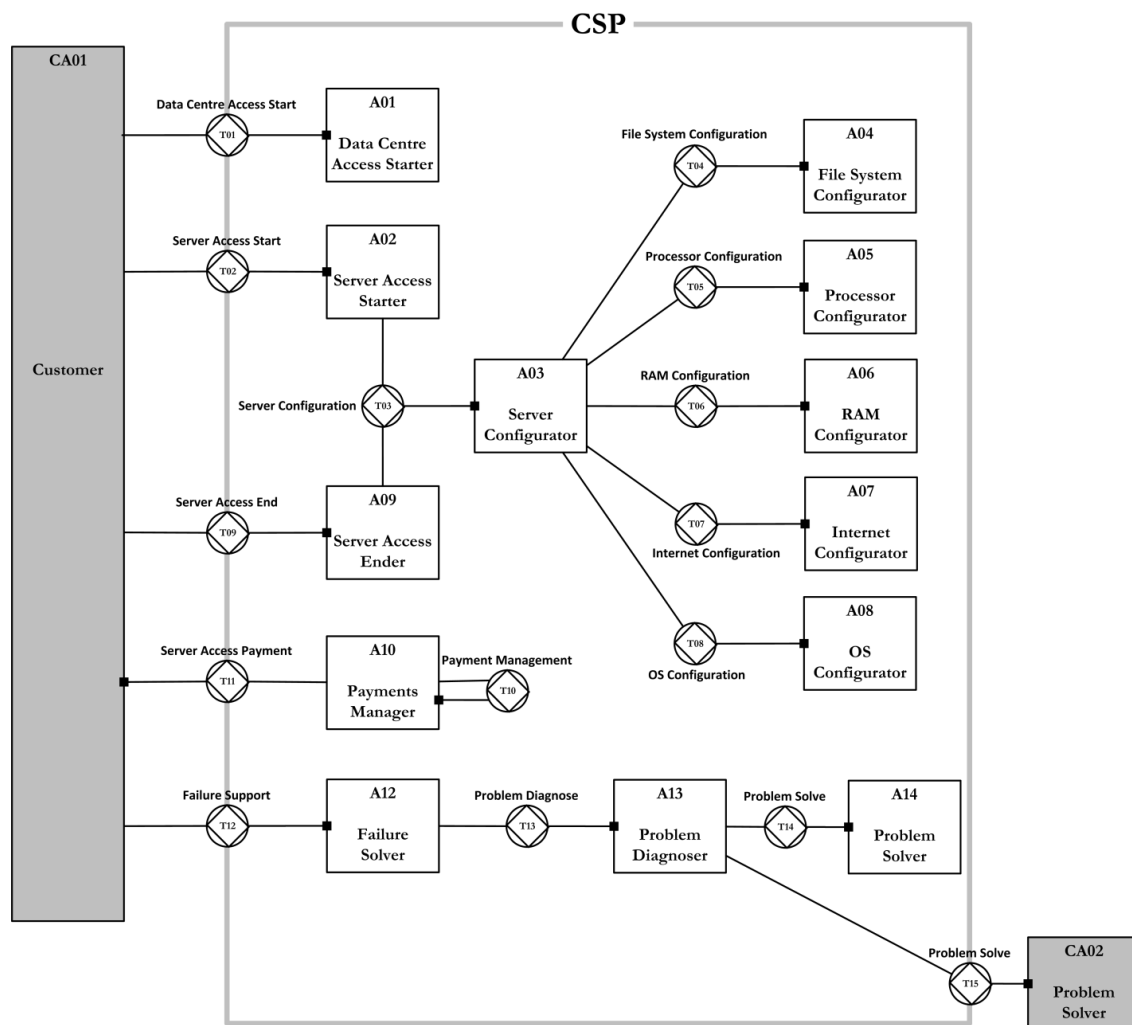 CSP
CA01
Customer
Data Centre Access Start
T01
A01
Data Centre
Access Starter
Server Access Start
T02
A02
Server Access
Starter
Server Configuration
T03
A03
Server
Configurator
File System Configuration
T04
A04
File System
Configurator
Processor Configuration
T05
A05
Processor
Configurator
RAM Configuration
T06
A06
RAM
Configurator
T07
Internet Configuration
A07
Internet
Configurator
T08
OS Configuration
A08
OS
Configurator
Server Access End
T09
A09
Server Access
Ender
Server Access Payment
T11
A10
Payments
Manager
Payment Management
T10
Failure Support
T12
A12
Failure
Solver
Problem Diagnose
T13
A13
Problem
Diagnoser
Problem Solve
T14
A14
Problem
Solver
Problem Solve
T15
CA02
Problem
Solver